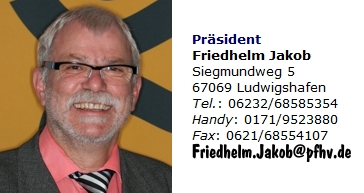 Präsident
Friedhelm Jakob
Siegmundweg 5
67069 Ludwigshafen
Tel.: 06232/68585354
Handy: 0171/9523880
Fax: 0621/68554107
Friedhelm.Jakob@pfhv.de